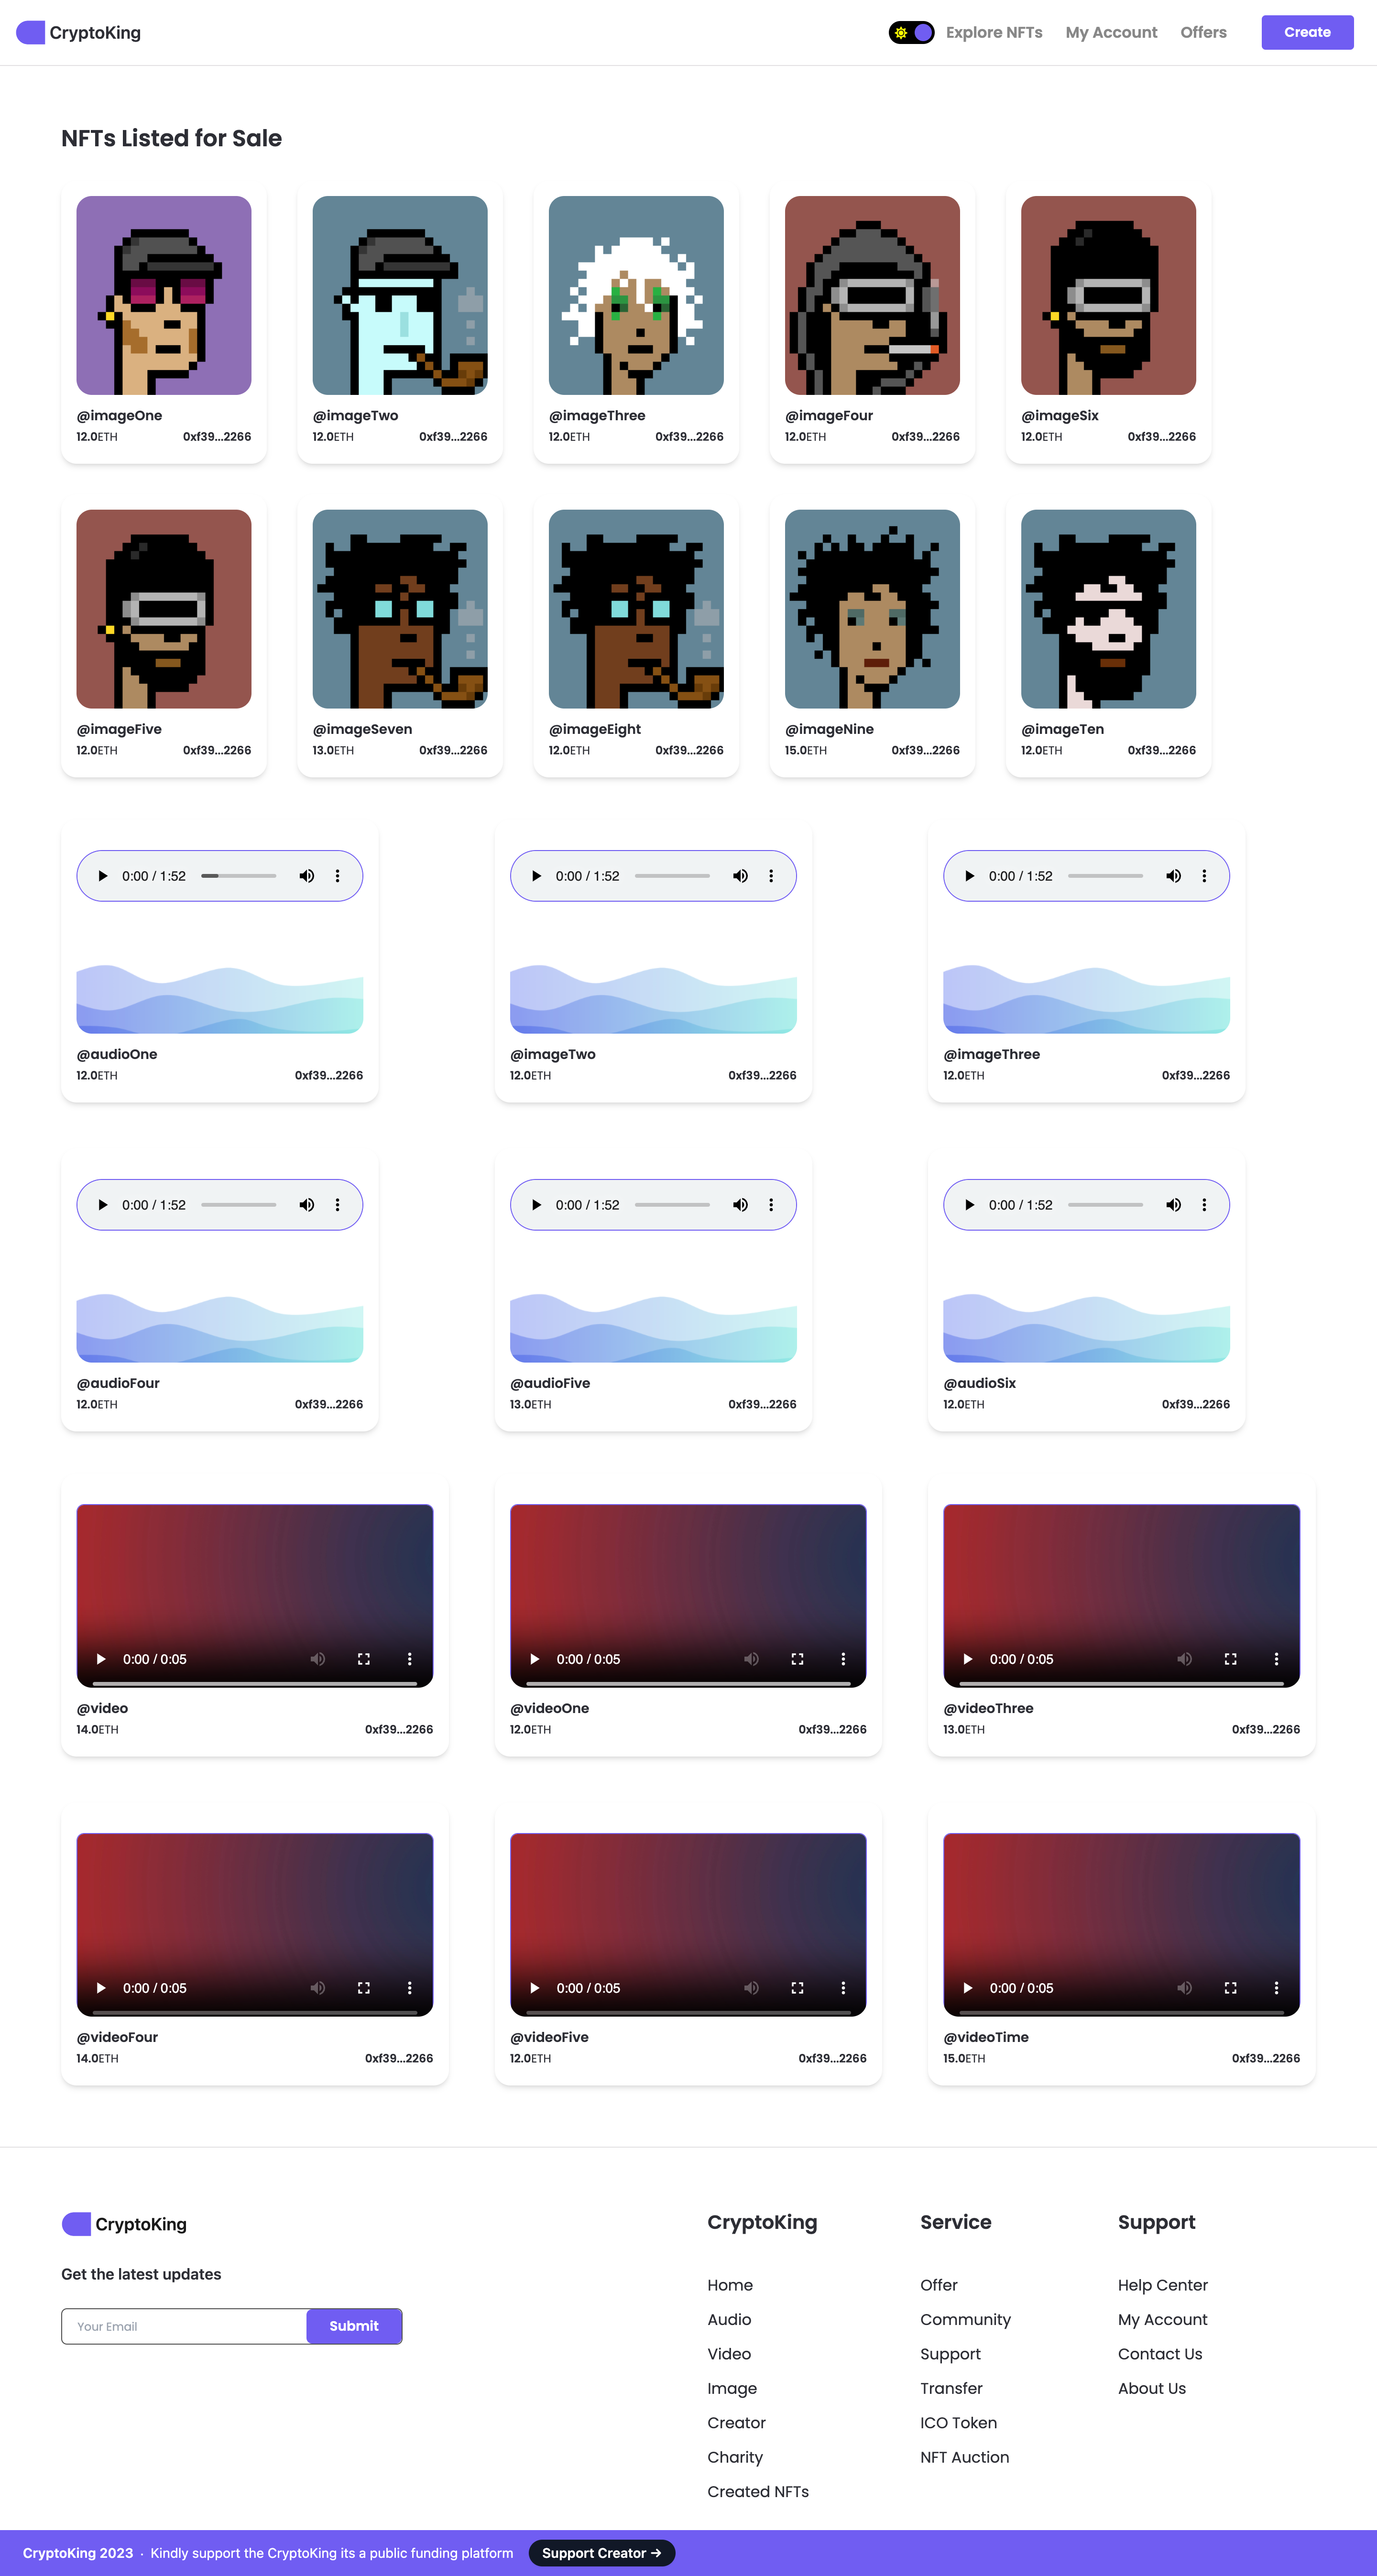 CryptoKing
Explore NFTs My Account Offers Create
NFTs Listed for Sale
@imageOne
12.0ETH 0xf39...2266
@imageTwo
12.0ETH 0xf39...2266
@imageThree
12.0ETH 0xf39...2266
@imageFour
12.0ETH 0xf39...2266
@imageSix
12.0ETH 0xf39...2266
@imageFive
12.0ETH 0xf39...2266
@imageSeven
13.0ETH 0xf39...2266
@imageEight
12.0ETH 0xf39...2266
@imageNine
15.0ETH 0xf39...2266
@imageTen
12.0ETH 0xf39...2266
0:00 / 1:52
@audioOne
12.0ETH 0xf39...2266
0:00 / 1:52
@imageTwo
12.0ETH 0xf39...2266
0:00 / 1:52
@imageThree
12.0ETH 0xf39...2266
0:00 / 1:52
@audioFour
12.0ETH 0xf39...2266
0:00 / 1:52
@audioFive
13.0ETH 0xf39...2266
0:00 / 1:52
@audioSix
12.0ETH 0xf39...2266
0:00 / 0:05
@video
14.0ETH 0xf39...2266
0:00 / 0:05
@videoOne
12.0ETH 0xf39...2266
0:00 / 0:05
@videoThree
13.0ETH 0xf39...2266
0:00 / 0:05
@videoFour
14.0ETH 0xf39...2266
0:00 / 0:05
@videoFive
12.0ETH 0xf39...2266
0:00 / 0:05
@videoTime
15.0ETH 0xf39...2266
CryptoKing
Get the latest updates
Your Email Submit
CryptoKing
Home
Audio
Video
Image
Creator
Charity
Created NFTs
Service
Offer
Community
Support
Transfer
ICO Token
NFT Auction
Support
Help Center
My Account
Contact Us
About Us
CryptoKing 2023 · Kindly support the CryptoKing its a public funding platform Support Creator →